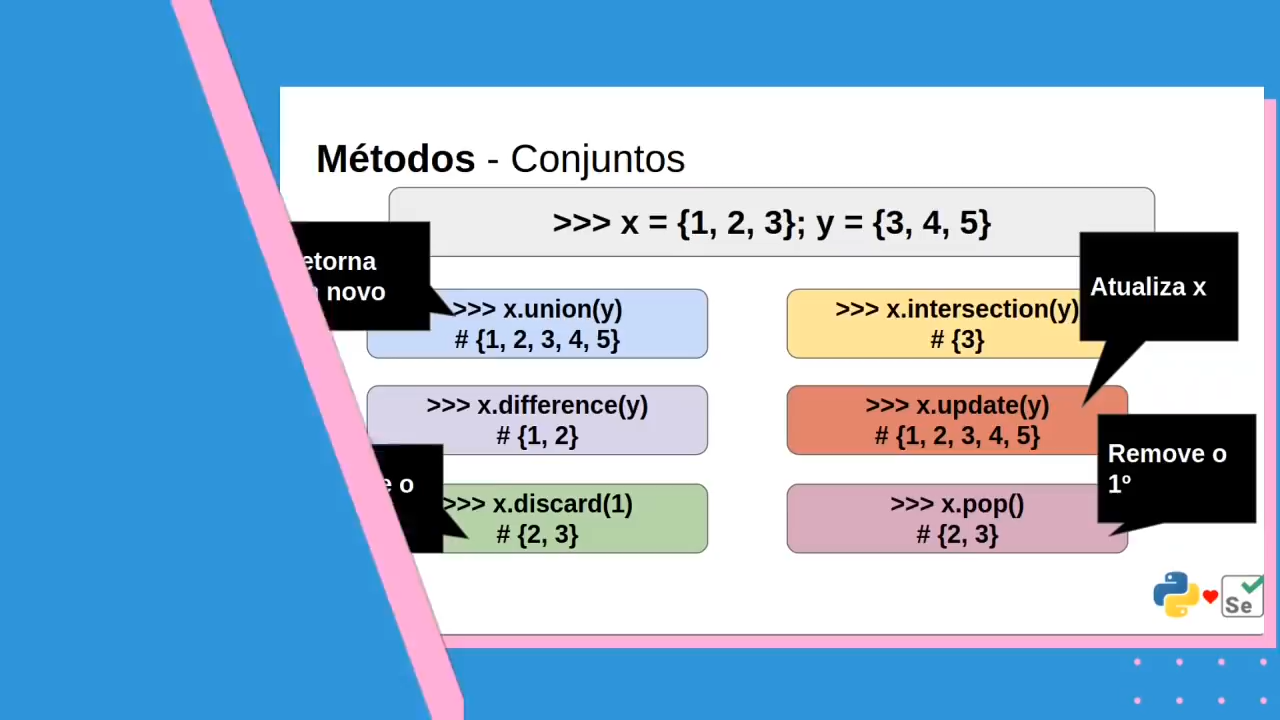 Métodos - Conjuntos
>>> x = {1, 2, 3}; y = {3, 4, 5}
novo
>>> x.union(y)
# {1, 2, 3, 4, 5}
>>> x.intersection(y)
# {3}
Atualiza x
>>> x.difference(y)
# {1, 2}
>>> x.update(y)
# {1, 2, 3, 4, 5}
o
>>> x.discard(1)
# {2, 3}
>>> x.pop()
# {2, 3}
Remove o
1º
Se